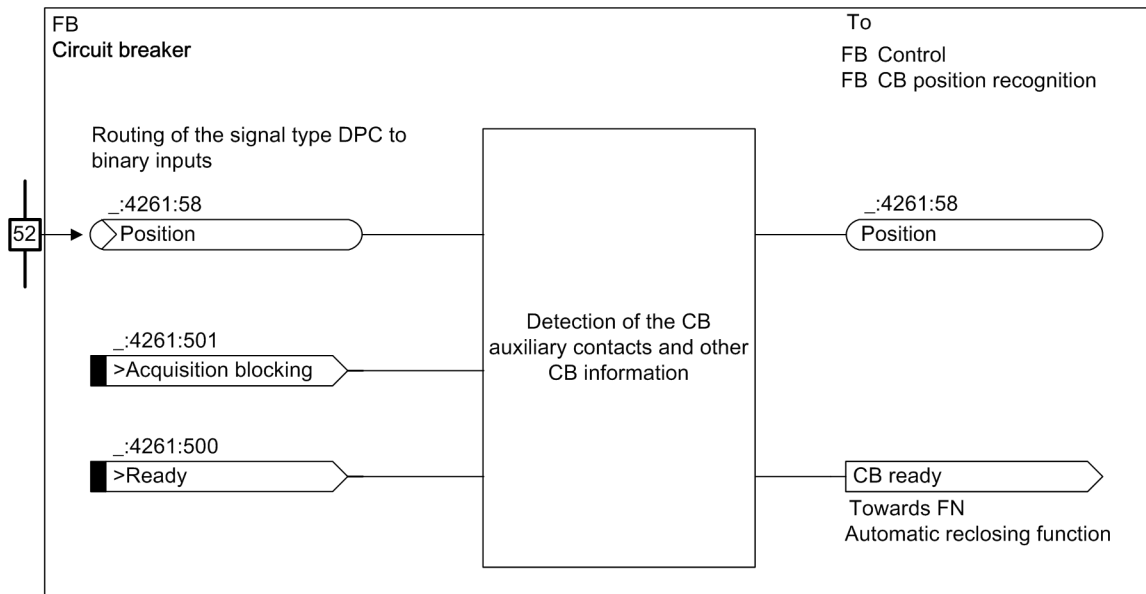 FB
Circuit breaker
To
FB Control
FB CB position recognition
Routing of the signal type DPC to
binary inputs
_:4261:58
52
Position
_:4261:58
Position
Detection of the CB
auxiliary contacts and other
CB information
_:4261:501
>Acquisition blocking
_:4261:500
>Ready
CB ready
Towards FN
Automatic reclosing function